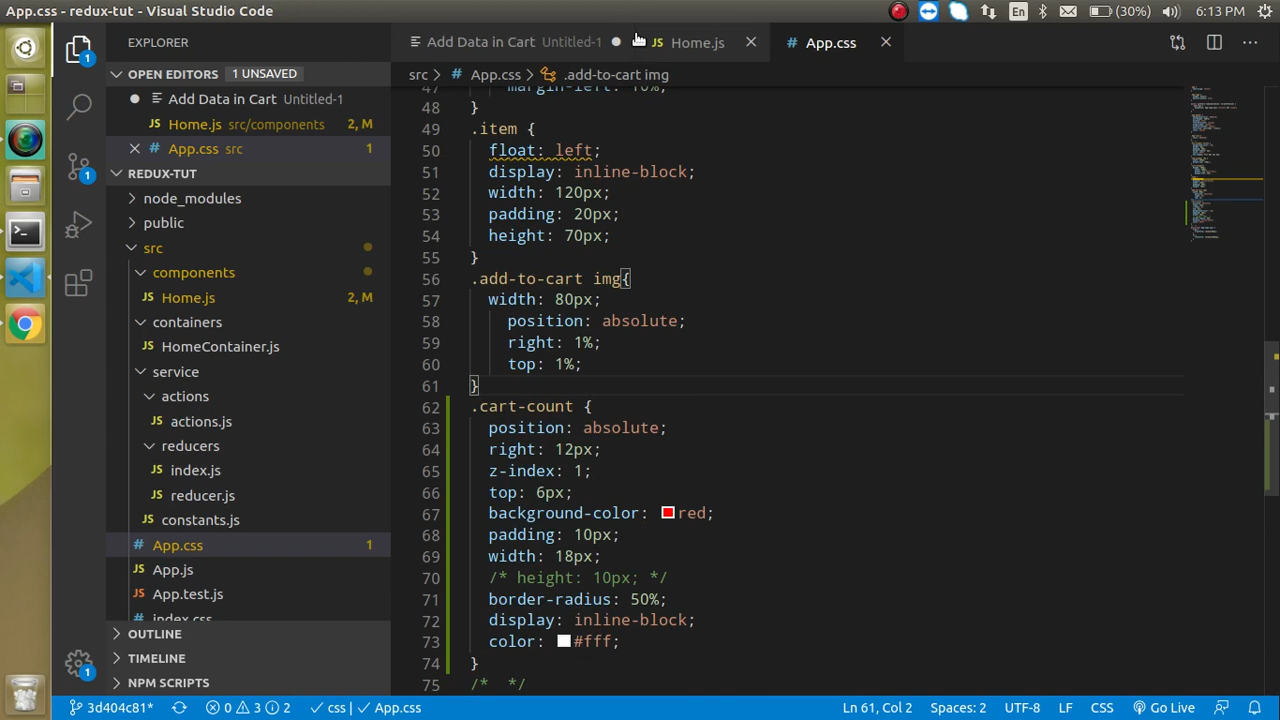 App.css - redux-tut - Visual Studio Code
En
(30%)
6:13 PM
EXPLORER
Add Data in Cart Untitled-1
JS Home.js
# App.css
OPEN EDITORS 1 UNSAVED
src > # App.css > .add-to-cart img
Add Data in Cart Untitled-1
JS Home.js src/components 2, M
# App.css src 1
REDUX-TUT
node_modules
public
src
components
JS Home.js 2, M
containers
JS HomeContainer.js
service
actions
JS actions.js
reducers
JS index.js
JS reducer.js
JS constants.js
# App.css 1
JS App.js
JS App.test.js
# index.css
OUTLINE
TIMELINE
NPM SCRIPTS
1
1
1
47 margin-left: 10%;
48 }
49 .item {
50 float: left;
51 display: inline-block;
52 width: 120px;
53 padding: 20px;
54 height: 70px;
55 }
56 .add-to-cart img{
57 width: 80px;
58 position: absolute;
59 right: 1%;
60 top: 1%;
61 }
62 .cart-count {
63 position: absolute;
64 right: 12px;
65 z-index: 1;
66 top: 6px;
67 background-color: red;
68 padding: 10px;
69 width: 18px;
70 /* height: 10px; */
71 border-radius: 50%;
72 display: inline-block;
73 color: #fff;
74 }
75 /* */
3d404c81*
0 3 2
css
App.css
Ln 61, Col 2
Spaces: 2
UTF-8
LF
CSS
Go Live